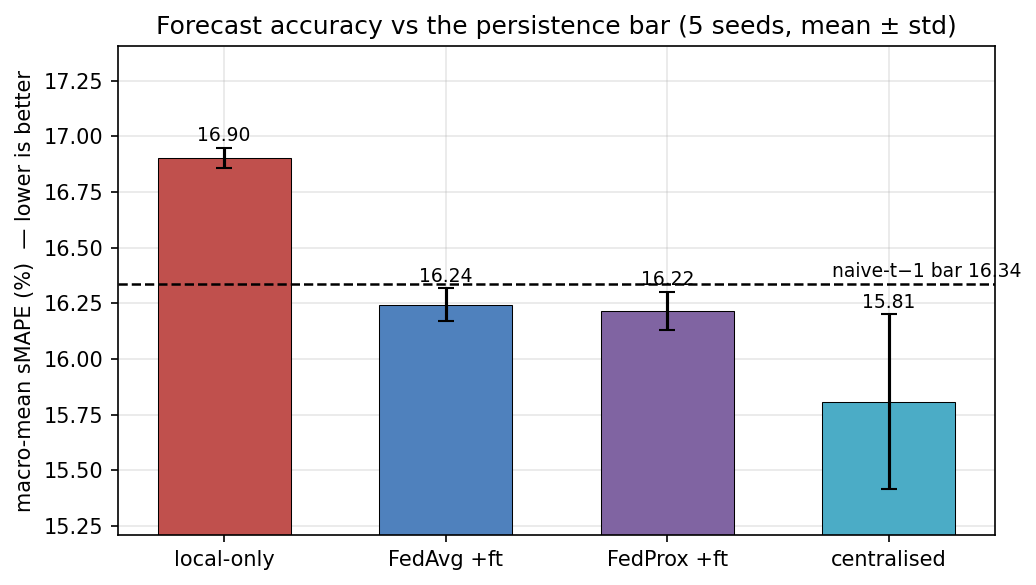 Forecast accuracy vs the persistence bar (5 seeds, mean ± std)
macro-mean sMAPE (%) — lower is better
17.25
17.00
16.75
16.50
16.25
16.00
15.75
15.50
15.25
16.90
16.24
16.22
naive-t−1 bar 16.34
15.81
local-only
FedAvg +ft
FedProx +ft
centralised